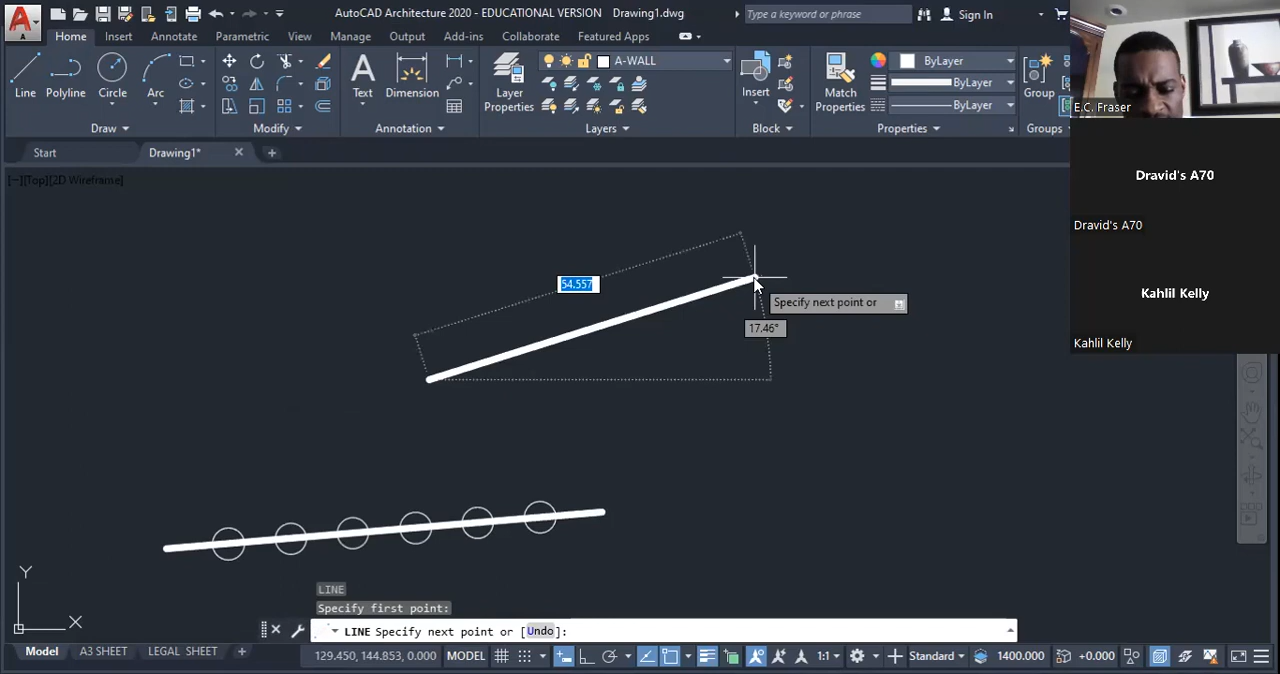 AutoCAD Architecture 2020 - EDUCATIONAL VERSION Drawing1.dwg
Type a keyword or phrase
Sign In
A
Home Insert Annotate Parametric View Manage Output Add-ins Collaborate Featured Apps
Line Polyline Circle Arc
Text Dimension
Layer Properties
A-WALL
Insert
Match Properties
ByLayer
ByLayer
ByLayer
Group
Draw Modify Annotation Layers Block Properties Groups
E.C. Fraser
Start Drawing1*
[−][Top][2D Wireframe]
Dravid's A70
Dravid's A70
54.557
Kahlil Kelly
Specify next point or
17.46°
Kahlil Kelly
Y
X
LINE
Specify first point:
LINE Specify next point or [Undo]:
Model A3 SHEET LEGAL SHEET +
129.450, 144.853, 0.000 MODEL 1:1 Standard 1400.000 +0.000